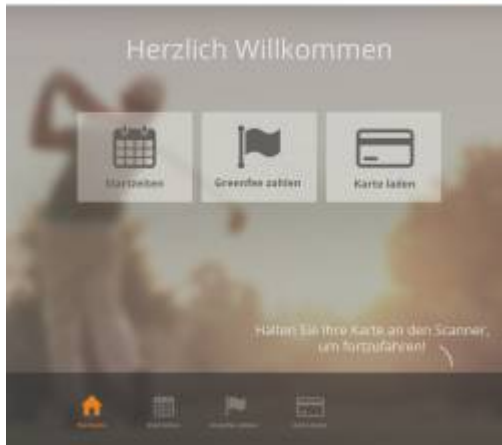 Herzlich Willkommen
Startzeiten
Greenfee zahlen
Karte laden
Halten Sie Ihre Karte an den Scanner,
um fortzufahren!